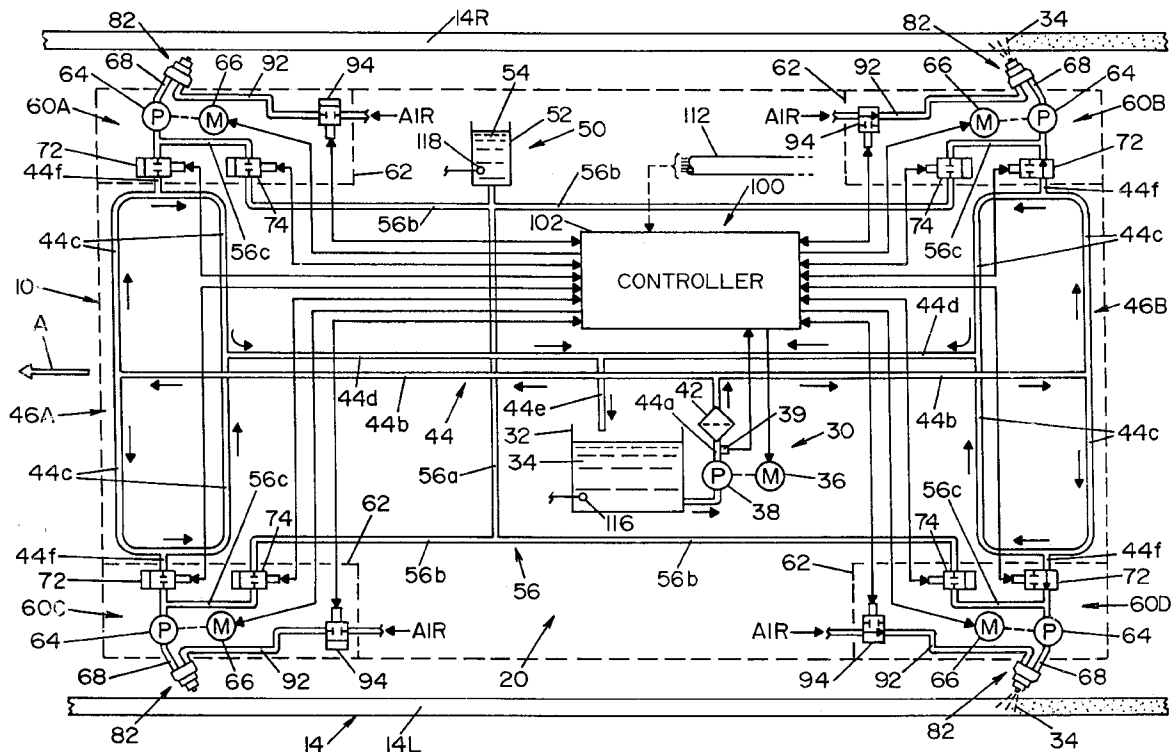 82 14R 82 34
68 66 94 54 62 92 68
64 92 52 112 66 64
60A P M AIR 118 50 AIR 94 M P 60B
72 56b 100 72
44f 74 62 102 74 44f
44c 56c 56b 56c 44c
10 CONTROLLER 44d 46B
A 44d
46A 44b 44 44e 42 44a 39 30 44b
32 44c
44c 34 56a P M
56c 62 116 38 36 74 56c
44f 74 56b 56 56b 62 44f
72 72
60C 60D
64 P M AIR AIR M P 64
68 66 92 94 20 94 92 66 68
82 82
14 14L 34